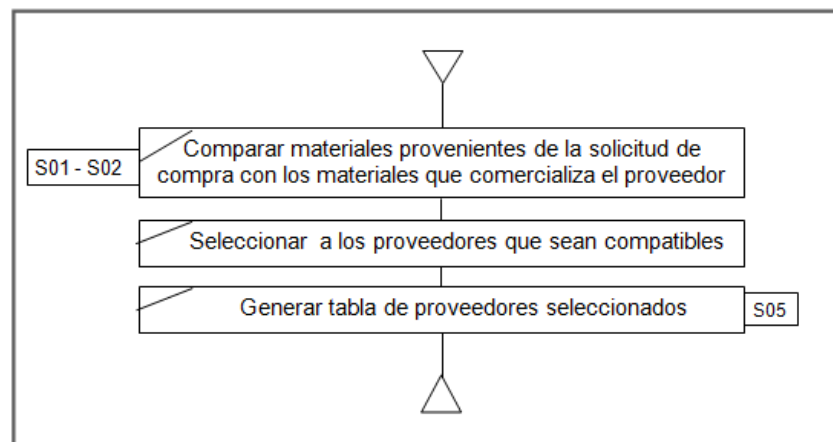 Comparar materiales provenientes de la solicitud de
S01 - S02
compra con los materiales que comercializa el proveedor
Seleccionar a los proveedores que sean compatibles
Generar tabla de proveedores seleccionados
S05